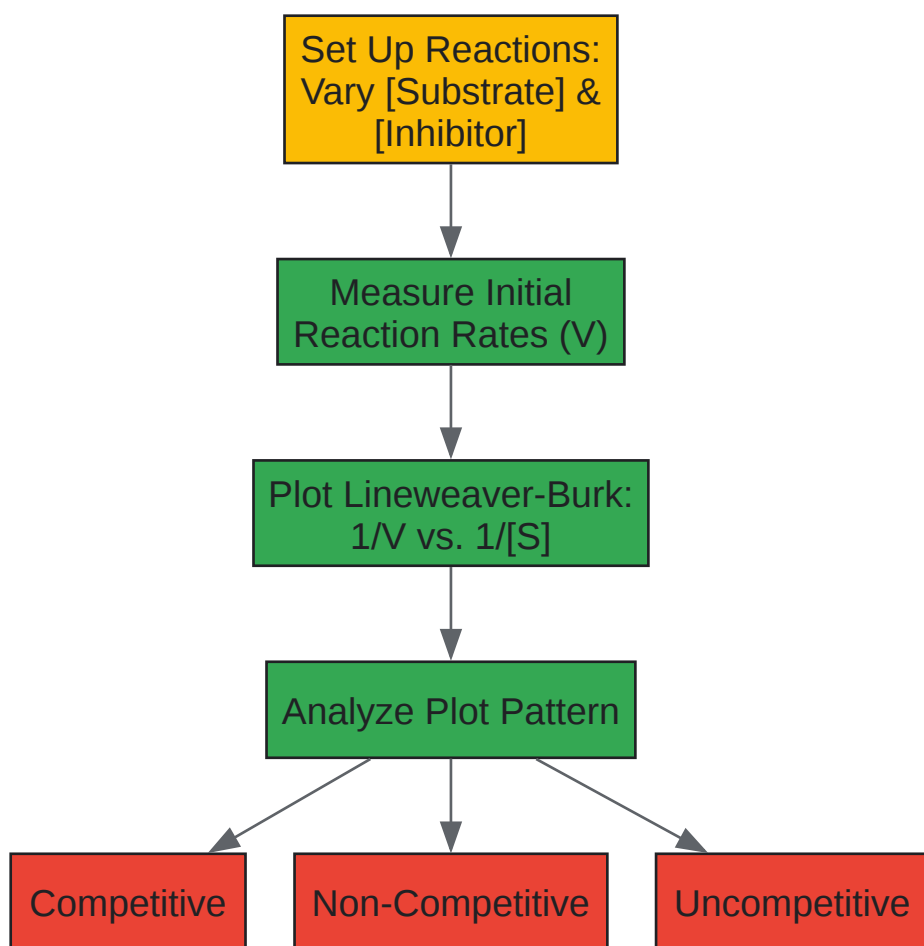 Set Up Reactions:
Vary [Substrate] &
[Inhibitor]
Measure Initial
Reaction Rates (V)
Plot Lineweaver-Burk:
1/V vs. 1/[S]
Analyze Plot Pattern
Competitive
Non-Competitive
Uncompetitive